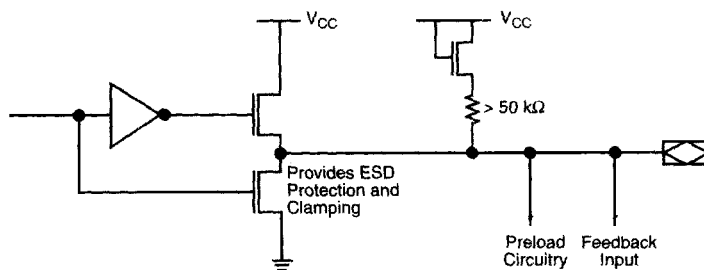 VCC
VCC
> 50 kΩ
Provides ESD
Protection and
Clamping
Preload
Circuitry
Feedback
Input